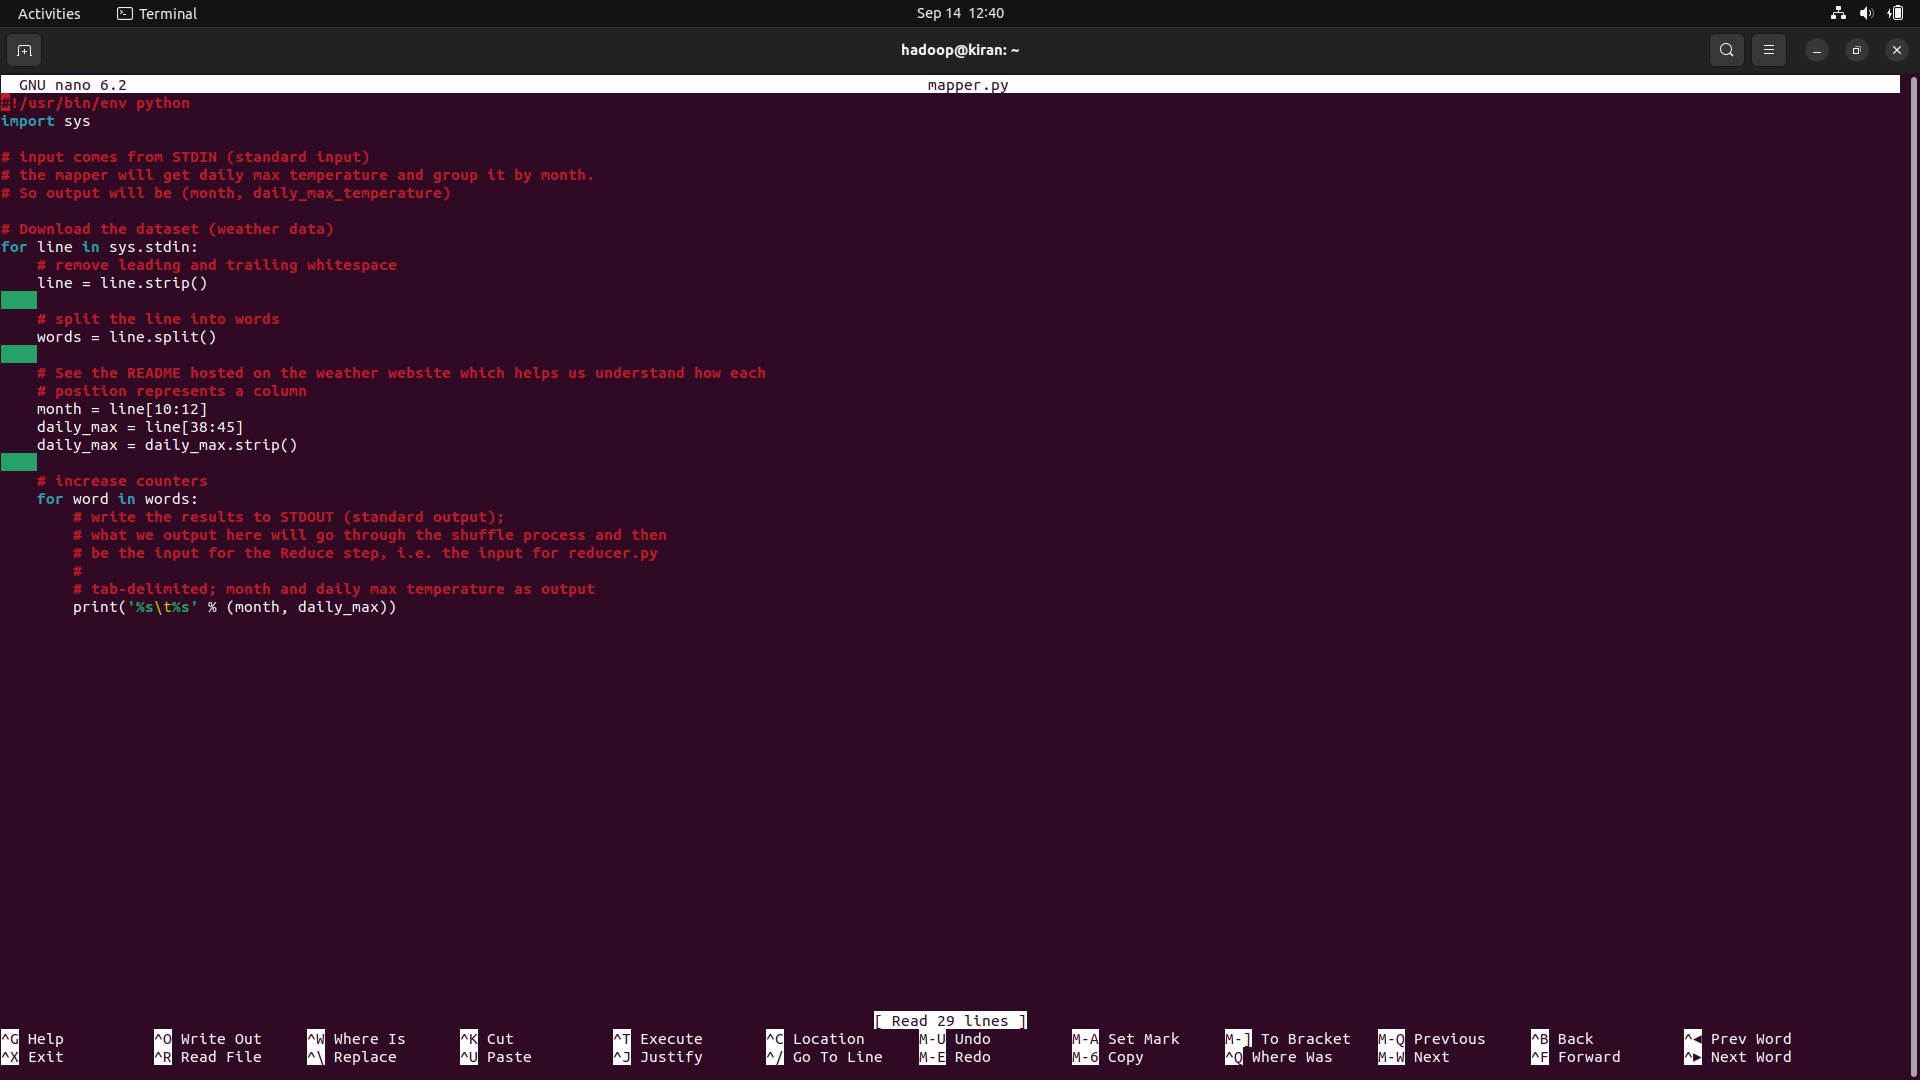 Activities Terminal Sep 14 12:40
hadoop@kiran: ~
GNU nano 6.2 mapper.py
#!/usr/bin/env python
import sys
# input comes from STDIN (standard input)
# the mapper will get daily max temperature and group it by month.
# So output will be (month, daily_max_temperature)
# Download the dataset (weather data)
for line in sys.stdin:
    # remove leading and trailing whitespace
    line = line.strip()
    # split the line into words
    words = line.split()
    # See the README hosted on the weather website which helps us understand how each
    # position represents a column
    month = line[10:12]
    daily_max = line[38:45]
    daily_max = daily_max.strip()
    # increase counters
    for word in words:
        # write the results to STDOUT (standard output);
        # what we output here will go through the shuffle process and then
        # be the input for the Reduce step, i.e. the input for reducer.py
        #
        # tab-delimited; month and daily max temperature as output
        print('%s\t%s' % (month, daily_max))
[ Read 29 lines ]
^G Help ^O Write Out ^W Where Is ^K Cut ^T Execute ^C Location M-U Undo M-A Set Mark M-] To Bracket M-Q Previous ^B Back ^◀ Prev Word
^X Exit ^R Read File ^\ Replace ^U Paste ^J Justify ^/ Go To Line M-E Redo M-6 Copy ^Q Where Was M-W Next ^F Forward ^▶ Next Word